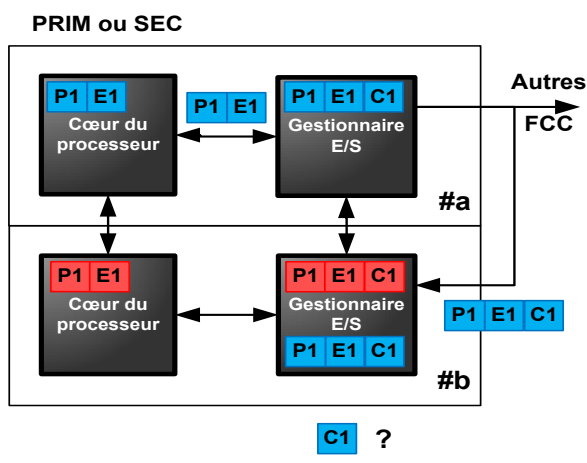 PRIM ou SEC
P1 E1
Cœur du
processeur
P1 E1
P1 E1 C1
Gestionnaire
E/S
Autres
FCC
#a
P1 E1
Cœur du
processeur
P1 E1 C1
Gestionnaire
E/S
P1 E1 C1
P1 E1 C1
#b
C1 ?